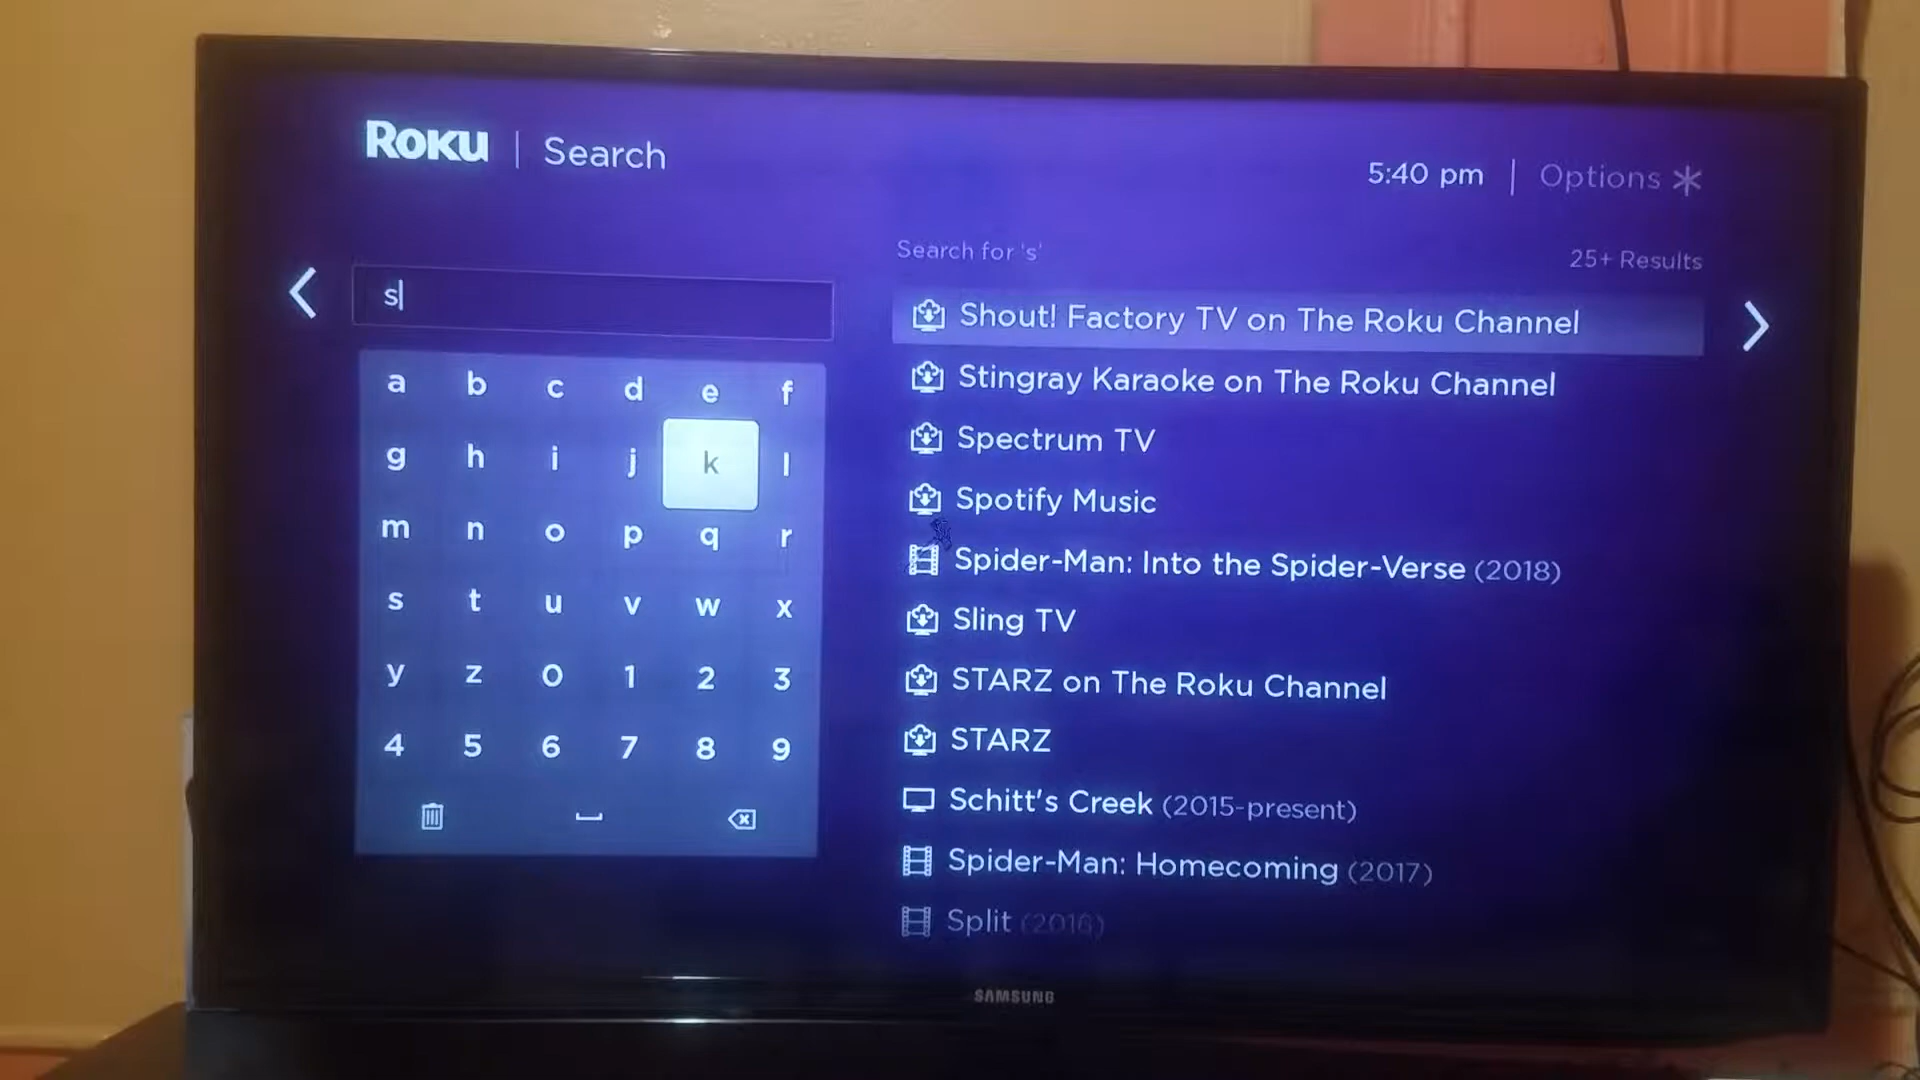 Roku | Search
5:40 pm | Options *
Search for 's'
25+ Results
s
a b c d e f
g h i j k l
m n o p q r
s t u v w x
y z 0 1 2 3
4 5 6 7 8 9
Shout! Factory TV on The Roku Channel
Stingray Karaoke on The Roku Channel
Spectrum TV
Spotify Music
Spider-Man: Into the Spider-Verse (2018)
Sling TV
STARZ on The Roku Channel
STARZ
Schitt's Creek (2015-present)
Spider-Man: Homecoming (2017)
Split (2016)
SAMSUNG